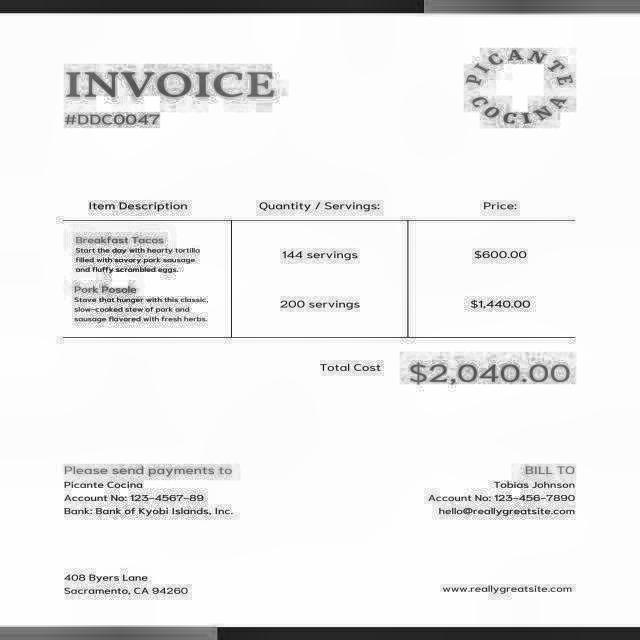 INVOICE
#DDC0047
PICANTE
COCINA
Item Description
Quantity / Servings:
Price:
Breakfast Tacos
Start the day with hearty tortilla
filled with savory pork sausage
and fluffy scrambled eggs.
144 servings
$600.00
Pork Posole
Stave that hunger with this classic,
slow-cooked stew of pork and
sausage flavored with fresh herbs.
200 servings
$1,440.00
Total Cost
$2,040.00
Please send payments to
Picante Cocina
Account No: 123-4567-89
Bank: Bank of Kyobi Islands, Inc.
BILL TO
Tobias Johnson
Account No: 123-456-7890
hello@reallygreatsite.com
408 Byers Lane
Sacramento, CA 94260
www.reallygreatsite.com